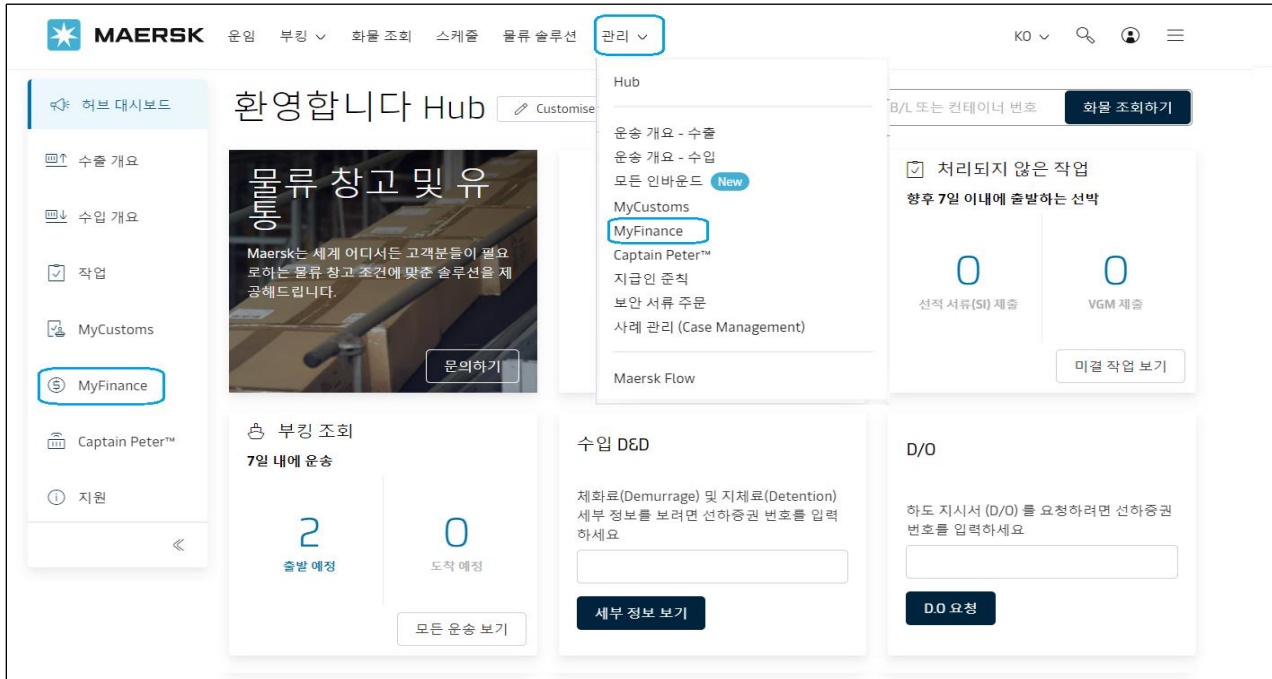 MAERSK 운임 부킹 화물 조회 스케줄 물류 솔루션 관리 KO
허브 대시보드
수출 개요
수입 개요
작업
MyCustoms
MyFinance
Captain Peter™
지원
환영합니다 Hub
Customise
B/L 또는 컨테이너 번호
화물 조회하기
Hub
운송 개요 - 수출
운송 개요 - 수입
모든 인바운드 New
MyCustoms
MyFinance
Captain Peter™
지급인 준칙
보안 서류 주문
사례 관리 (Case Management)
Maersk Flow
물류 창고 및 유
통
Maersk는 세계 어디서든 고객분들이 필요
로하는 물류 창고 조건에 맞춘 솔루션을 제
공해드립니다.
문의하기
처리되지 않은 작업
향후 7일 이내에 출발하는 선박
0 0
선적 서류(SI) 제출 VGM 제출
미결 작업 보기
부킹 조회
7일 내에 운송
2 0
출발 예정 도착 예정
모든 운송 보기
수입 D&D
체화료(Demurrage) 및 지체료(Detention)
세부 정보를 보려면 선하증권 번호를 입력
하세요
세부 정보 보기
D/O
하도 지시서 (D/O) 를 요청하려면 선하증권
번호를 입력하세요
D.O 요청